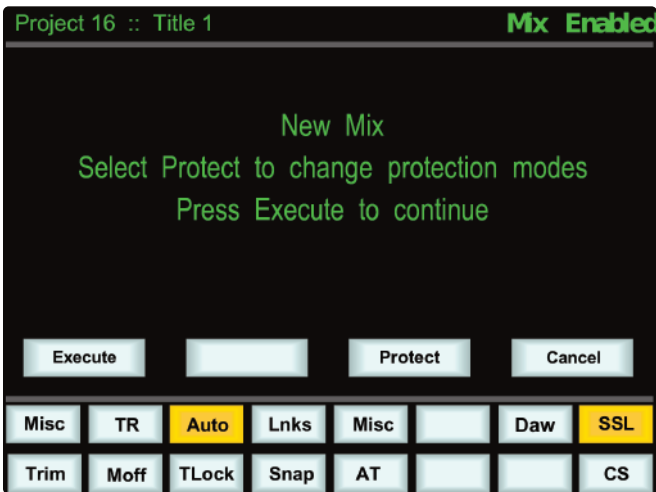 Project 16 :: Title 1 Mix Enabled
New Mix
Select Protect to change protection modes
Press Execute to continue
Execute Protect Cancel
Misc TR Auto Lnks Misc Daw SSL
Trim Moff TLock Snap AT CS